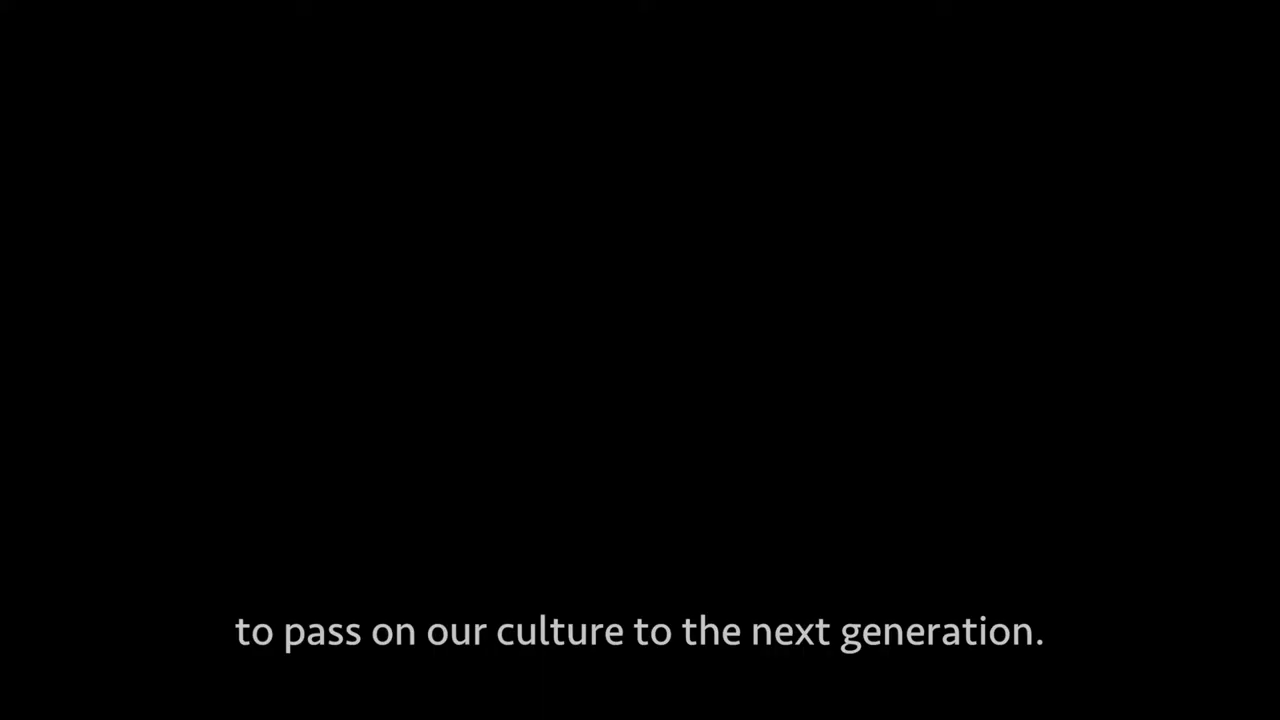 to pass on our culture to the next generation.